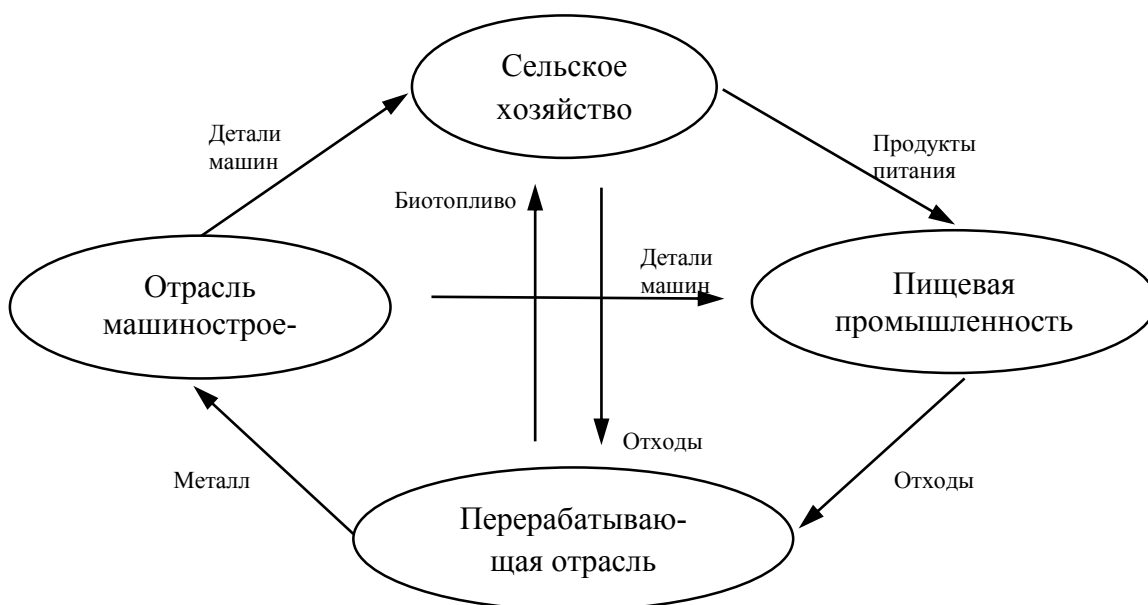 Сельское
хозяйство
Детали
машин
Продукты
питания
Биотопливо
Отрасль
машинострое-
Детали
машин
Пищевая
промышленность
Отходы
Металл
Отходы
Перерабатываю-
щая отрасль